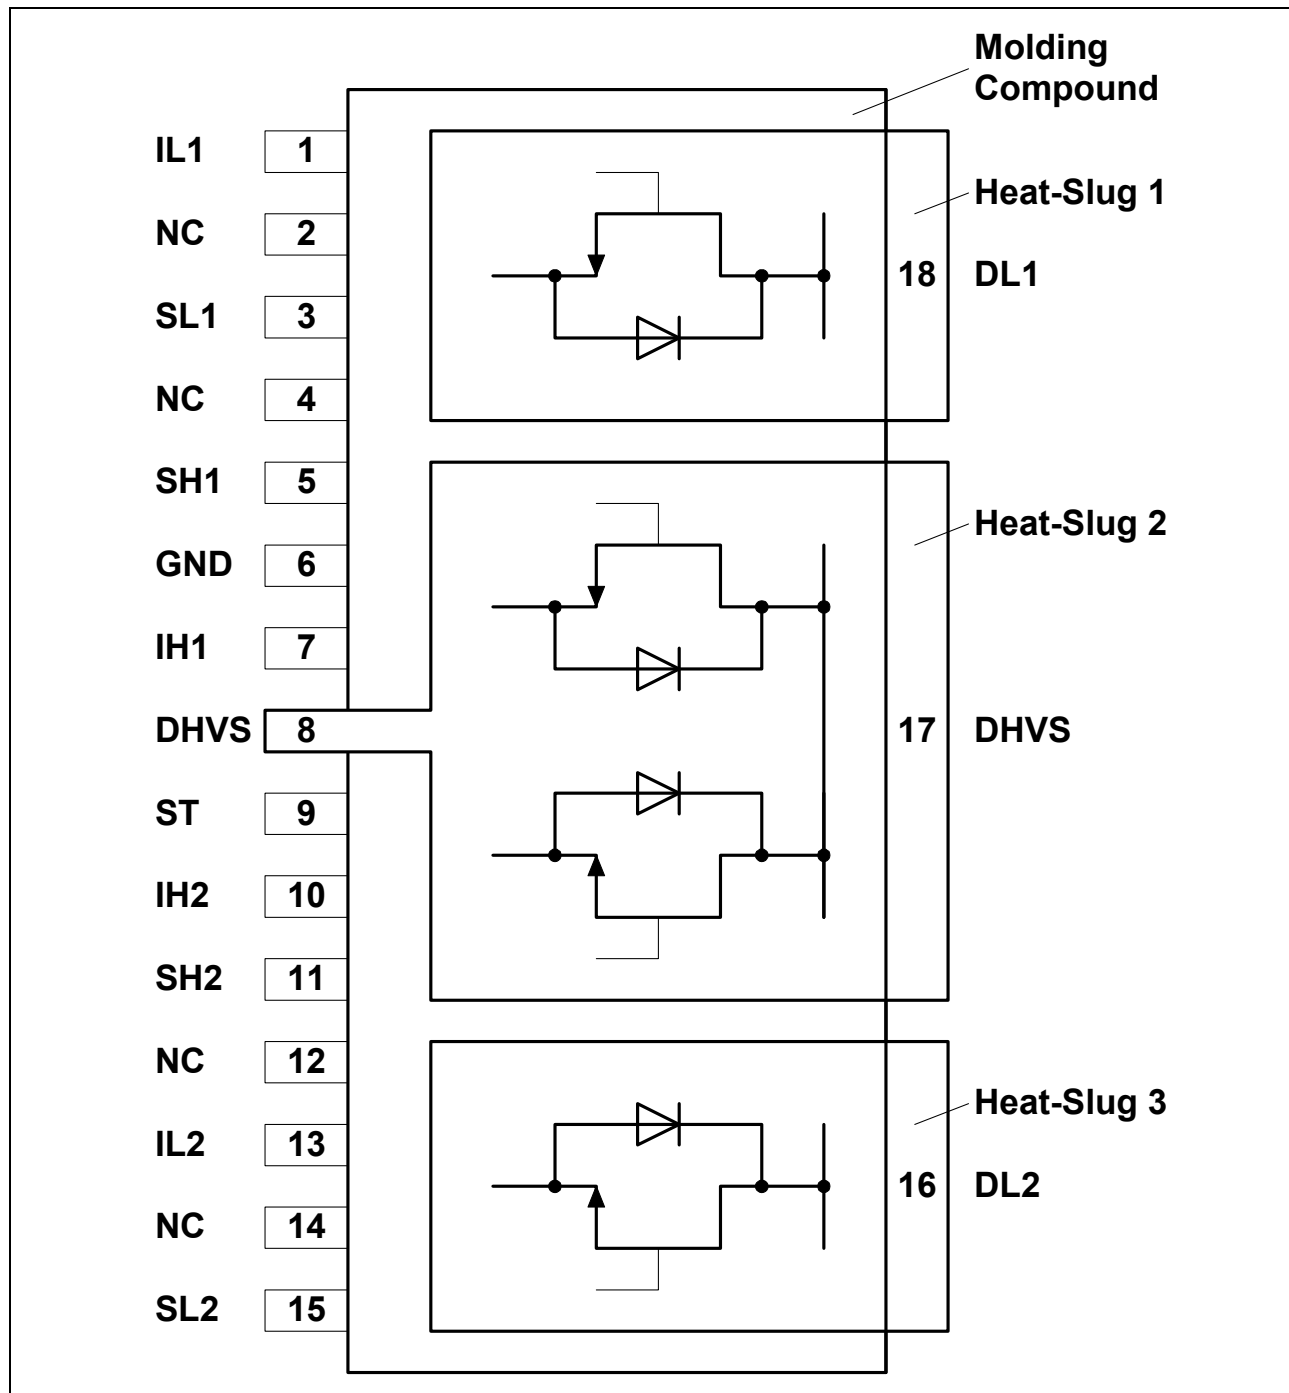 Molding
Compound
IL1 1
NC 2
Heat-Slug 1
18 DL1
SL1 3
NC 4
SH1 5
Heat-Slug 2
GND 6
IH1 7
DHVS 8
17 DHVS
ST 9
IH2 10
SH2 11
NC 12
Heat-Slug 3
IL2 13
16 DL2
NC 14
SL2 15